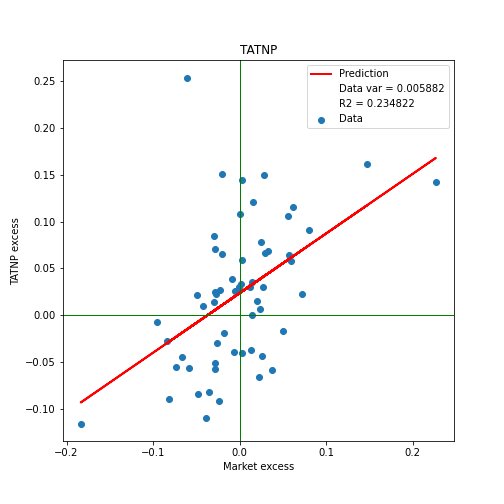 TATNP
Prediction
Data var = 0.005882
R2 = 0.234822
Data
0.25
0.20
0.15
0.10
0.05
0.00
−0.05
−0.10
TATNP excess
−0.2
−0.1
0.0
0.1
0.2
Market excess